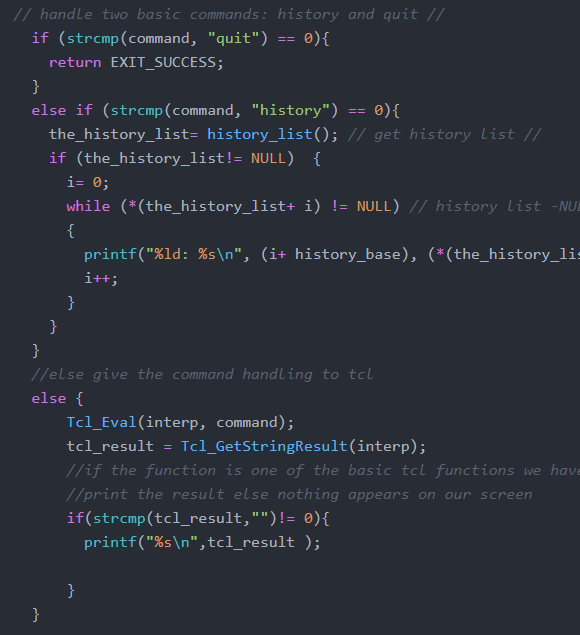 // handle two basic commands: history and quit //
if (strcmp(command, "quit") == 0){
return EXIT_SUCCESS;
}
else if (strcmp(command, "history") == 0){
the_history_list= history_list(); // get history list //
if (the_history_list!= NULL)  {
i= 0;
while (*(the_history_list+ i) != NULL) // history list -NU
{
printf("%ld: %s\n", (i+ history_base), (*(the_history_lis
i++;
}
}
}
//else give the command handling to tcl
else {
Tcl_Eval(interp, command);
tcl_result = Tcl_GetStringResult(interp);
//if the function is one of the basic tcl functions we have
//print the result else nothing appears on our screen
if(strcmp(tcl_result,"")!= 0){
printf("%s\n",tcl_result );
}
}